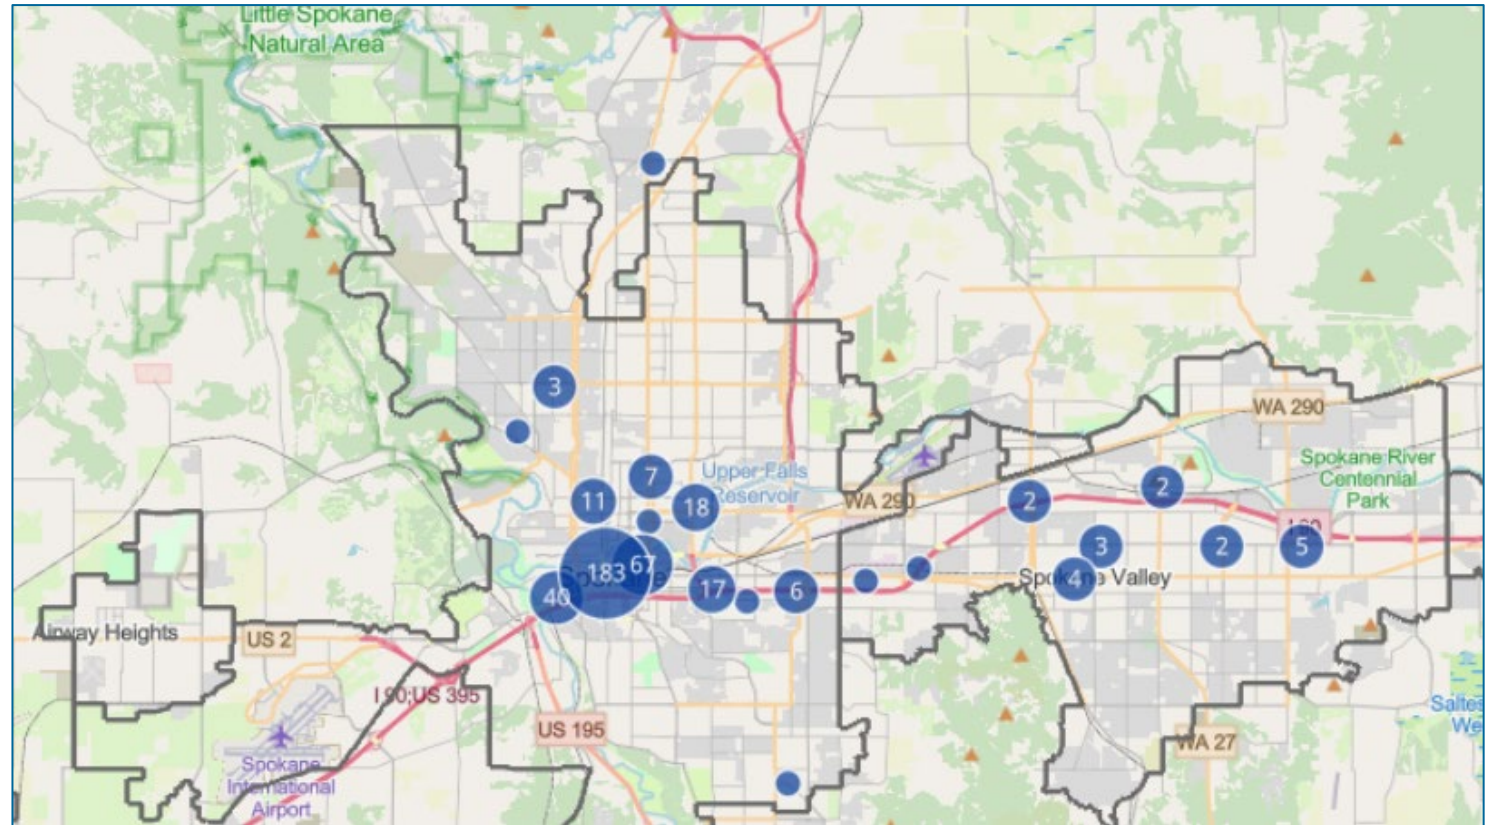 Little Spokane
Natural Area
3
WA 290
7
Upper Falls
Reservoir
Spokane River
Centennial
Park
11
18
WA 290
2
2
183
67
Spokane
3
2
5
40
17
6
4
Spokane Valley
Airway Heights
US 2
I 90;US 395
US 195
WA 27
Spokane
International
Airport